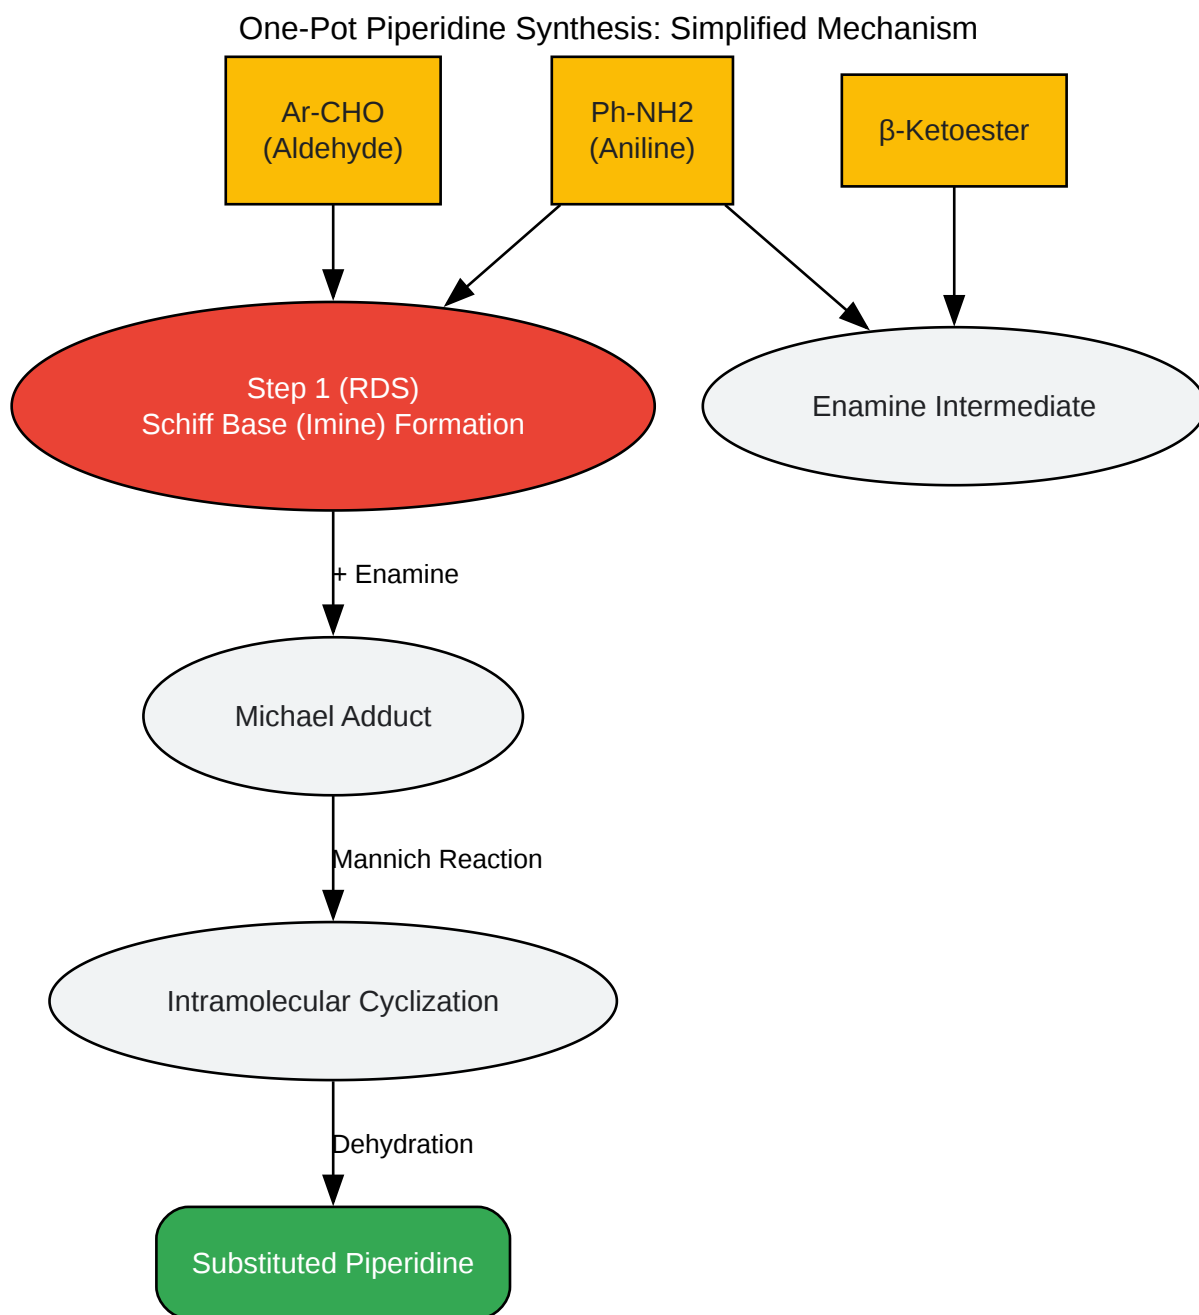 One-Pot Piperidine Synthesis: Simplified Mechanism
Ar-CHO
(Aldehyde)
Ph-NH2
(Aniline)
β-Ketoester
Step 1 (RDS)
Schiff Base (Imine) Formation
Enamine Intermediate
+ Enamine
Michael Adduct
Mannich Reaction
Intramolecular Cyclization
Dehydration
Substituted Piperidine